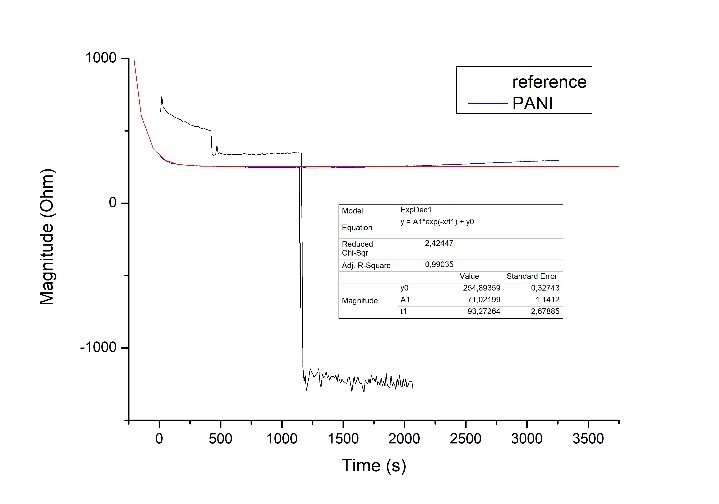 1000
reference
PANI
0
Magnitude (Ohm)
Model ExpDec1
Equation y = A1*exp(-x/t1) + y0
Reduced Chi-Sqr 2,42447
Adj. R-Square 0,99035
Value Standard Error
y0 254,89359 0,32743
Magnitude A1 71,02199 1,1412
t1 93,27264 2,67885
-1000
0 500 1000 1500 2000 2500 3000 3500
Time (s)